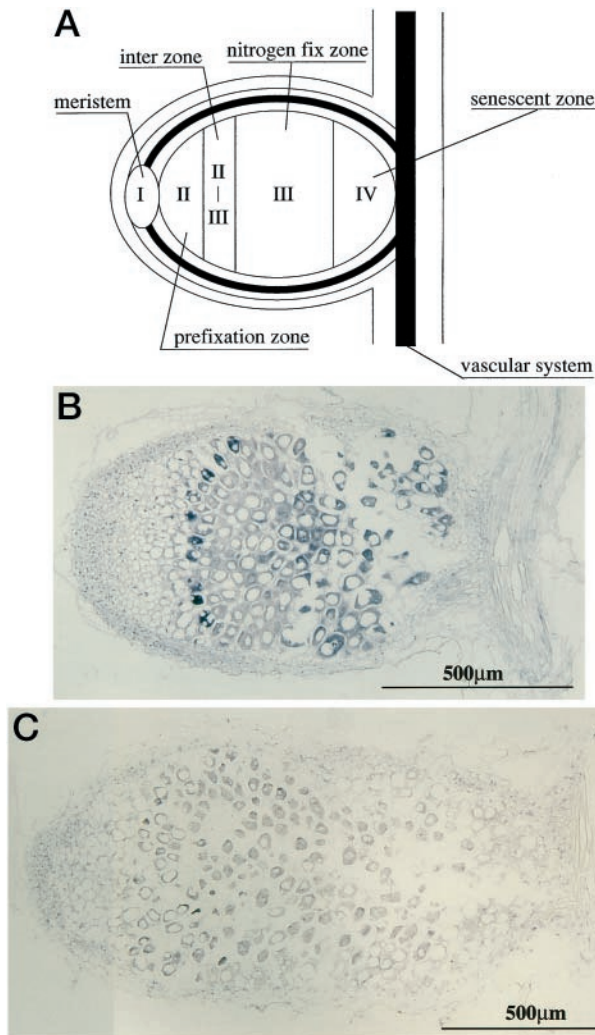 A
nitrogen fix zone
inter zone
meristem
senescent zone
I
II
II
|
III
III
IV
prefixation zone
vascular system
B
500μm
C
500μm